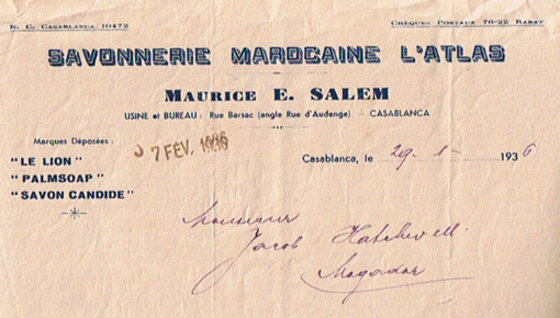 R. C. CASABLANCA 10472
CHÈQUES POSTAUX 76-22 RABAT
SAVONNERIE MAROCAINE L'ATLAS
MAURICE E. SALEM
USINE et BUREAU : Rue Barsac (angle Rue d'Audenge) — CASABLANCA
Marques Déposées :
"LE LION"
"PALMSOAP"
"SAVON CANDIDE"
7 FEV. 1936
Casablanca, le 29-1- 1936
Monsieur
Jacob
Mogador